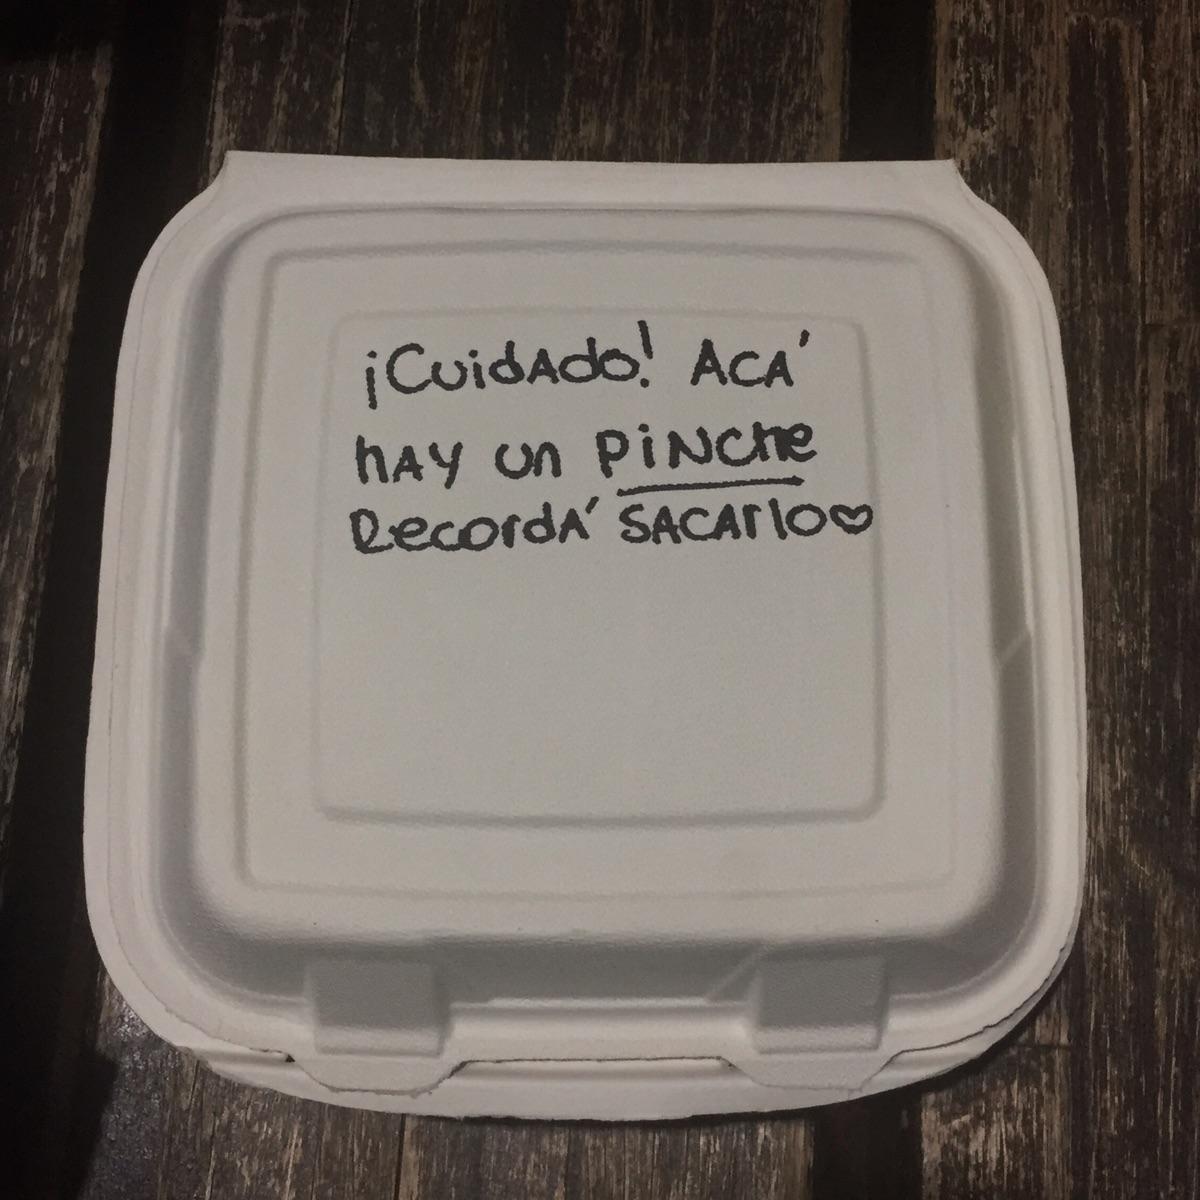 ¡Cuidado! Acá
hay un pinche
Recordá sacarlo♡